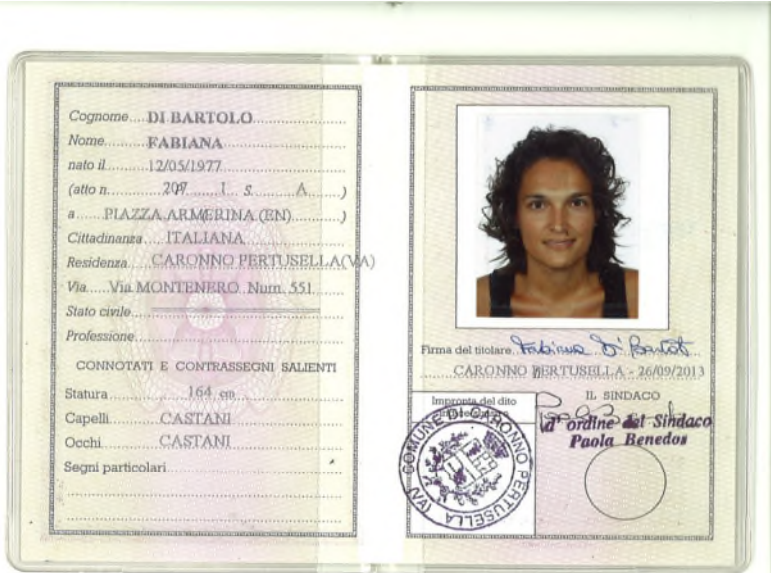 Cognome....DI BARTOLO
Nome....FABIANA
nato il....12/05/1977
(atto n....207....I....S....A....)
a....PIAZZA ARMERINA (EN)....)
Cittadinanza....ITALIANA
Residenza....CARONNO PERTUSELLA(VA)
Via....Via MONTENERO Num. 551
Stato civile
Professione
CONNOTATI E CONTRASSEGNI SALIENTI
Statura....164 cm
Capelli....CASTANI
Occhi....CASTANI
Segni particolari
Firma del titolare....Fabiana Di Bartolo
CARONNO PERTUSELLA - 26/09/2013
Impronta del dito
IL SINDACO
d'ordine del Sindaco
Paola Benedos
COMUNE DI CARONNO PERTUSELLA (VA)